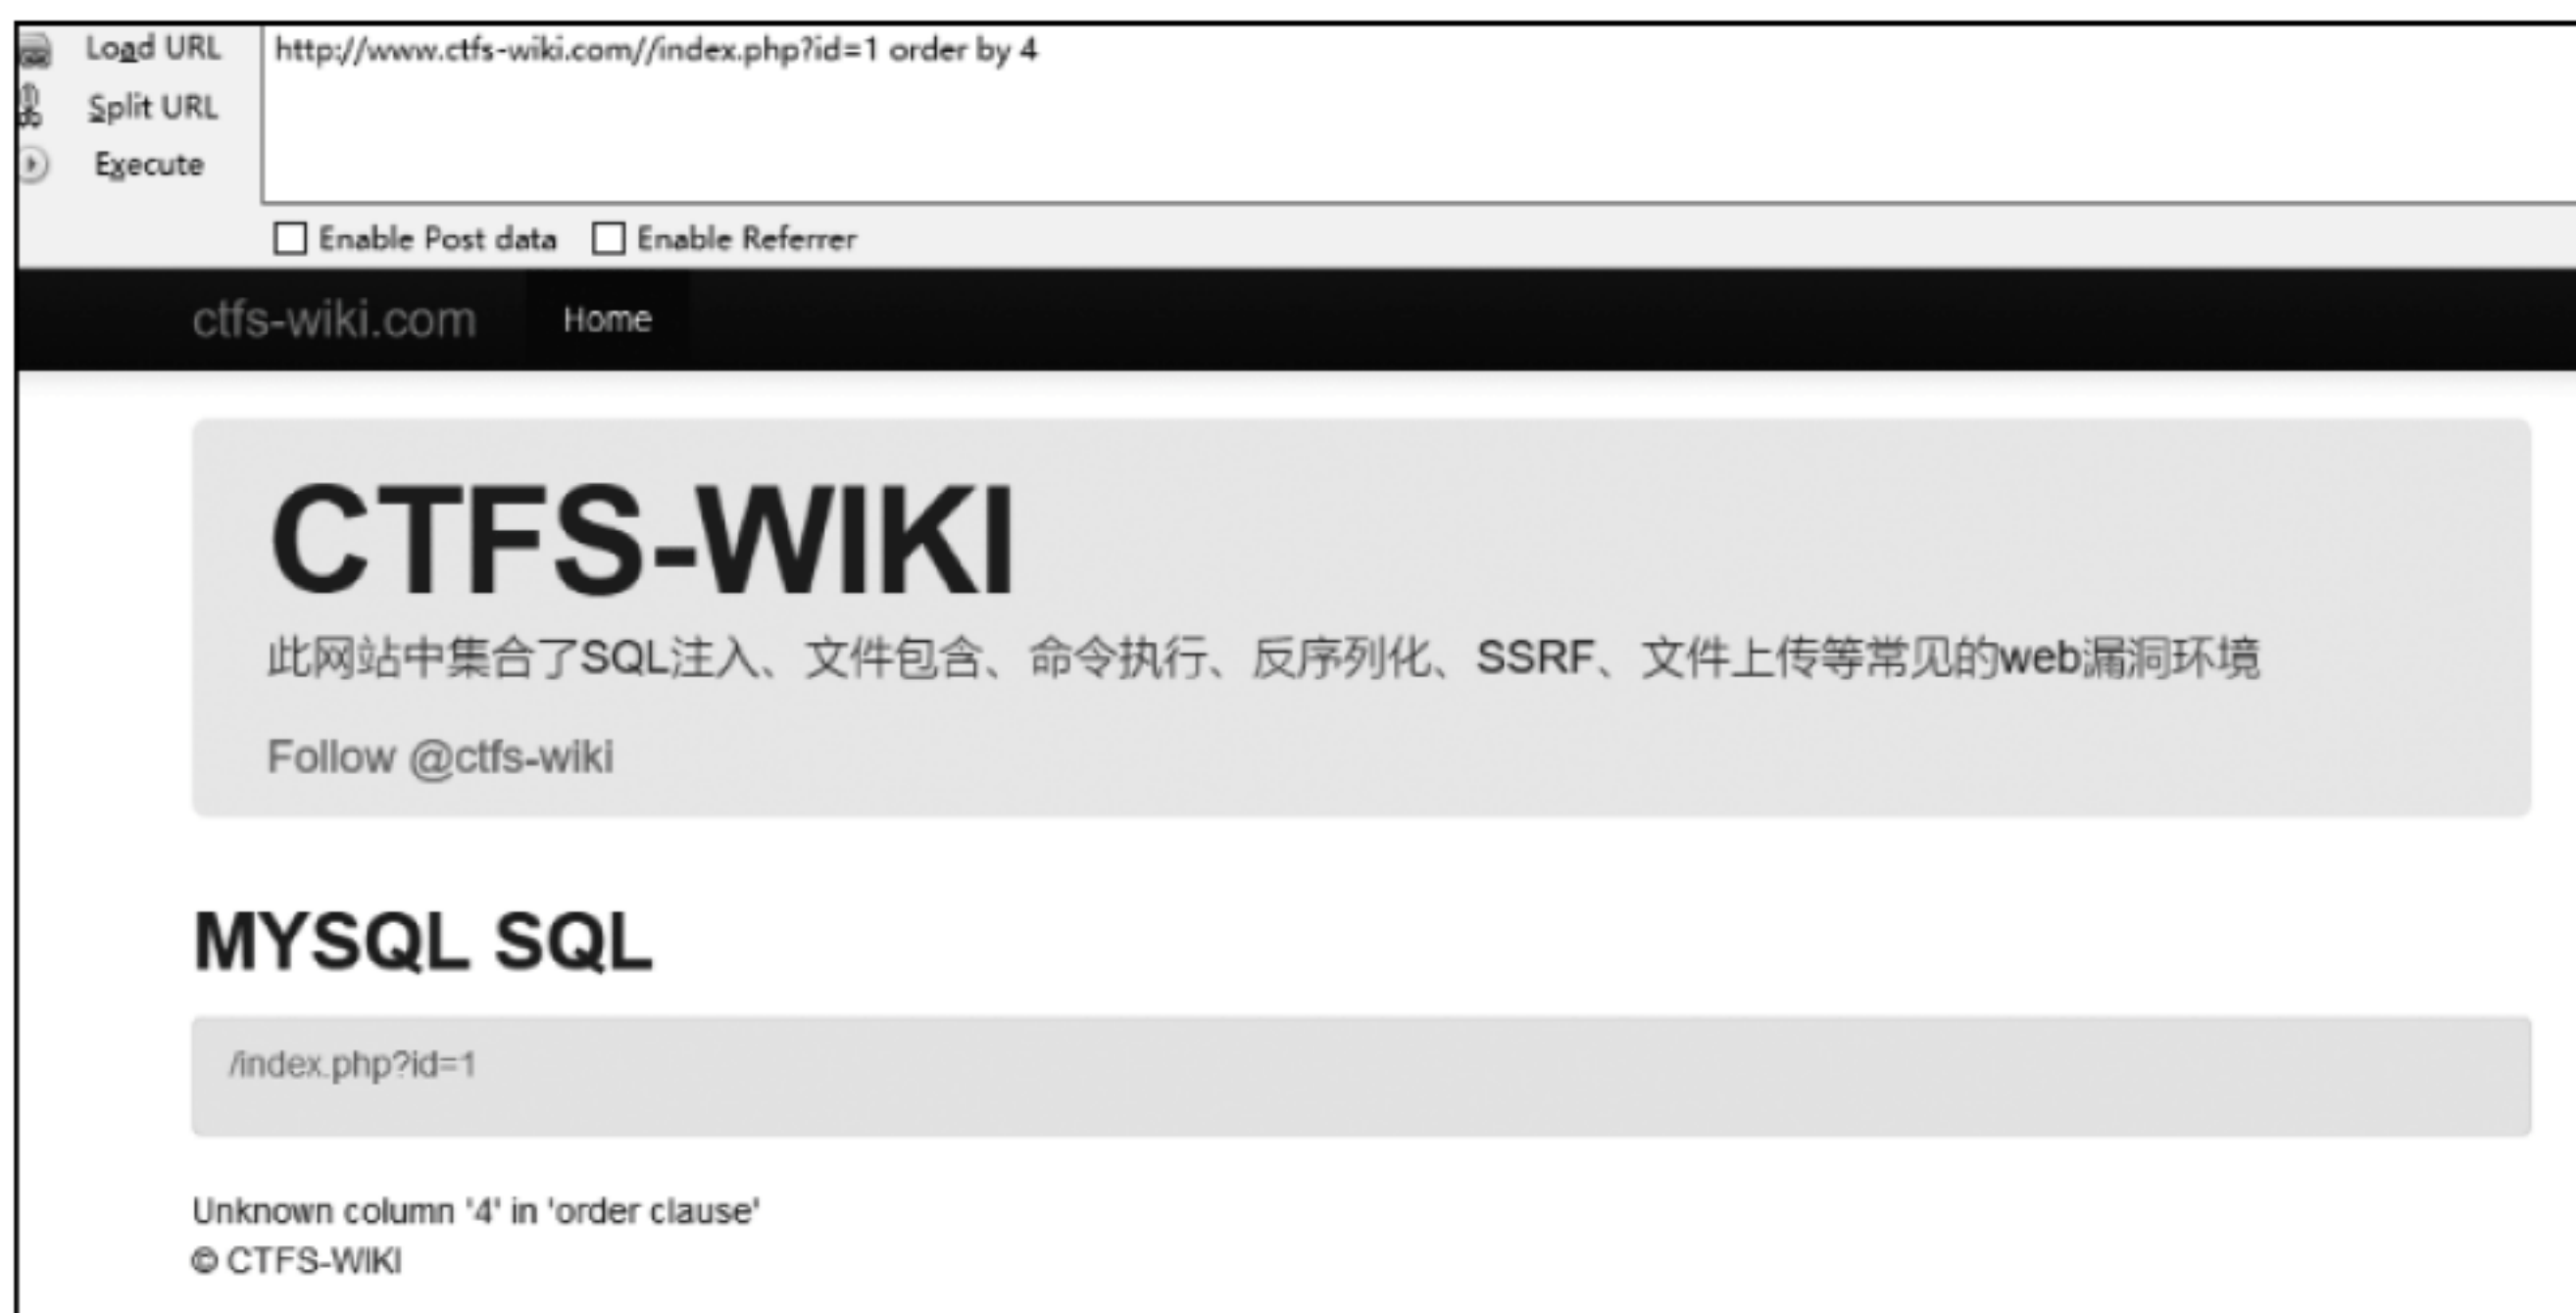 Load URL
http://www.ctfs-wiki.com//index.php?id=1 order by 4
Split URL
Execute
Enable Post data
Enable Referrer
ctfs-wiki.com
Home
CTFS-WIKI
此网站中集合了SQL注入、文件包含、命令执行、反序列化、SSRF、文件上传等常见的web漏洞环境
Follow @ctfs-wiki
MYSQL SQL
/index.php?id=1
Unknown column '4' in 'order clause'
© CTFS-WIKI